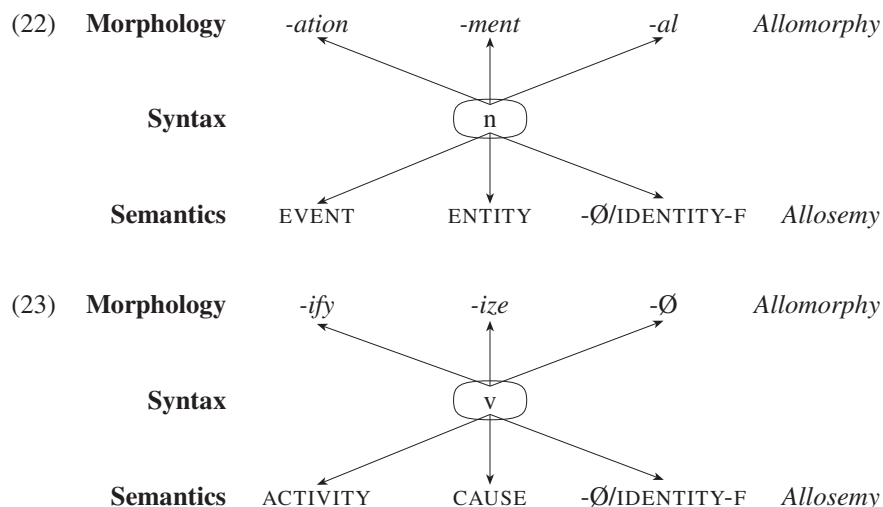 (22) Morphology -ation -ment -al Allomorphy
Syntax n
Semantics EVENT ENTITY -Ø/IDENTITY-F Allosemy
(23) Morphology -ify -ize -Ø Allomorphy
Syntax v
Semantics ACTIVITY CAUSE -Ø/IDENTITY-F Allosemy